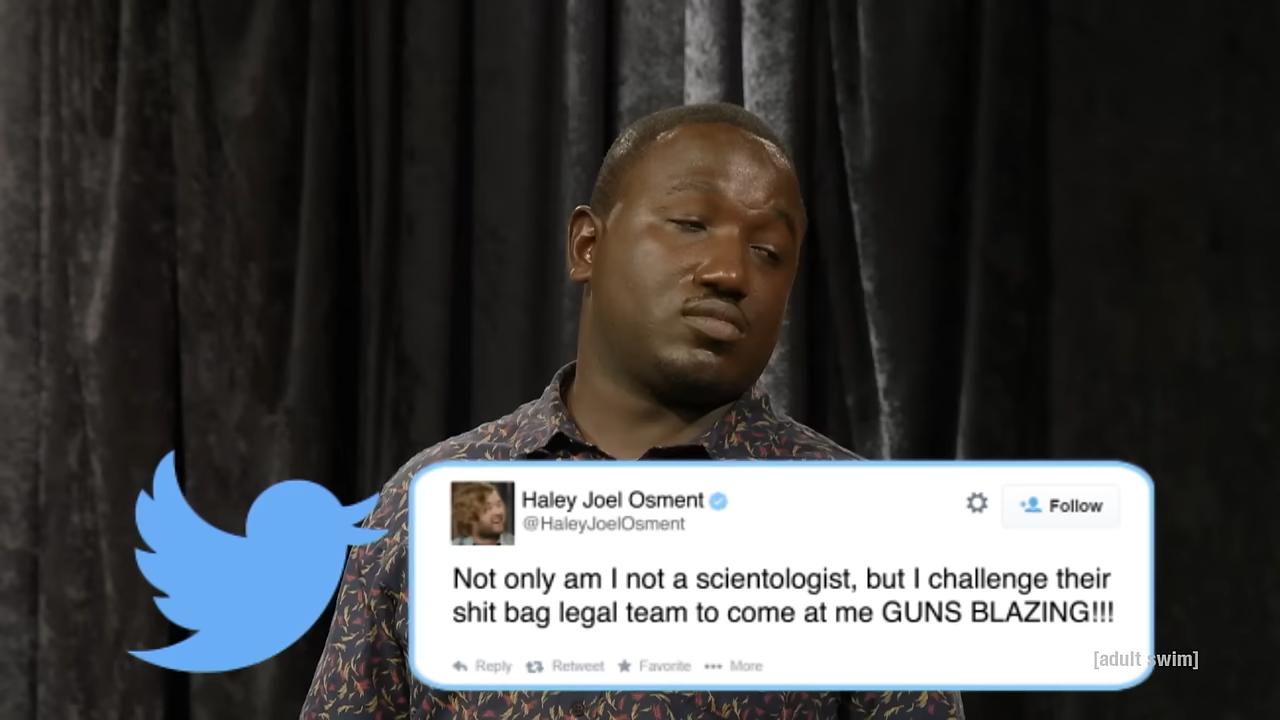 Haley Joel Osment
@HaleyJoelOsment
Follow
Not only am I not a scientologist, but I challenge their
shit bag legal team to come at me GUNS BLAZING!!!
Reply Retweet Favorite More
[adult swim]